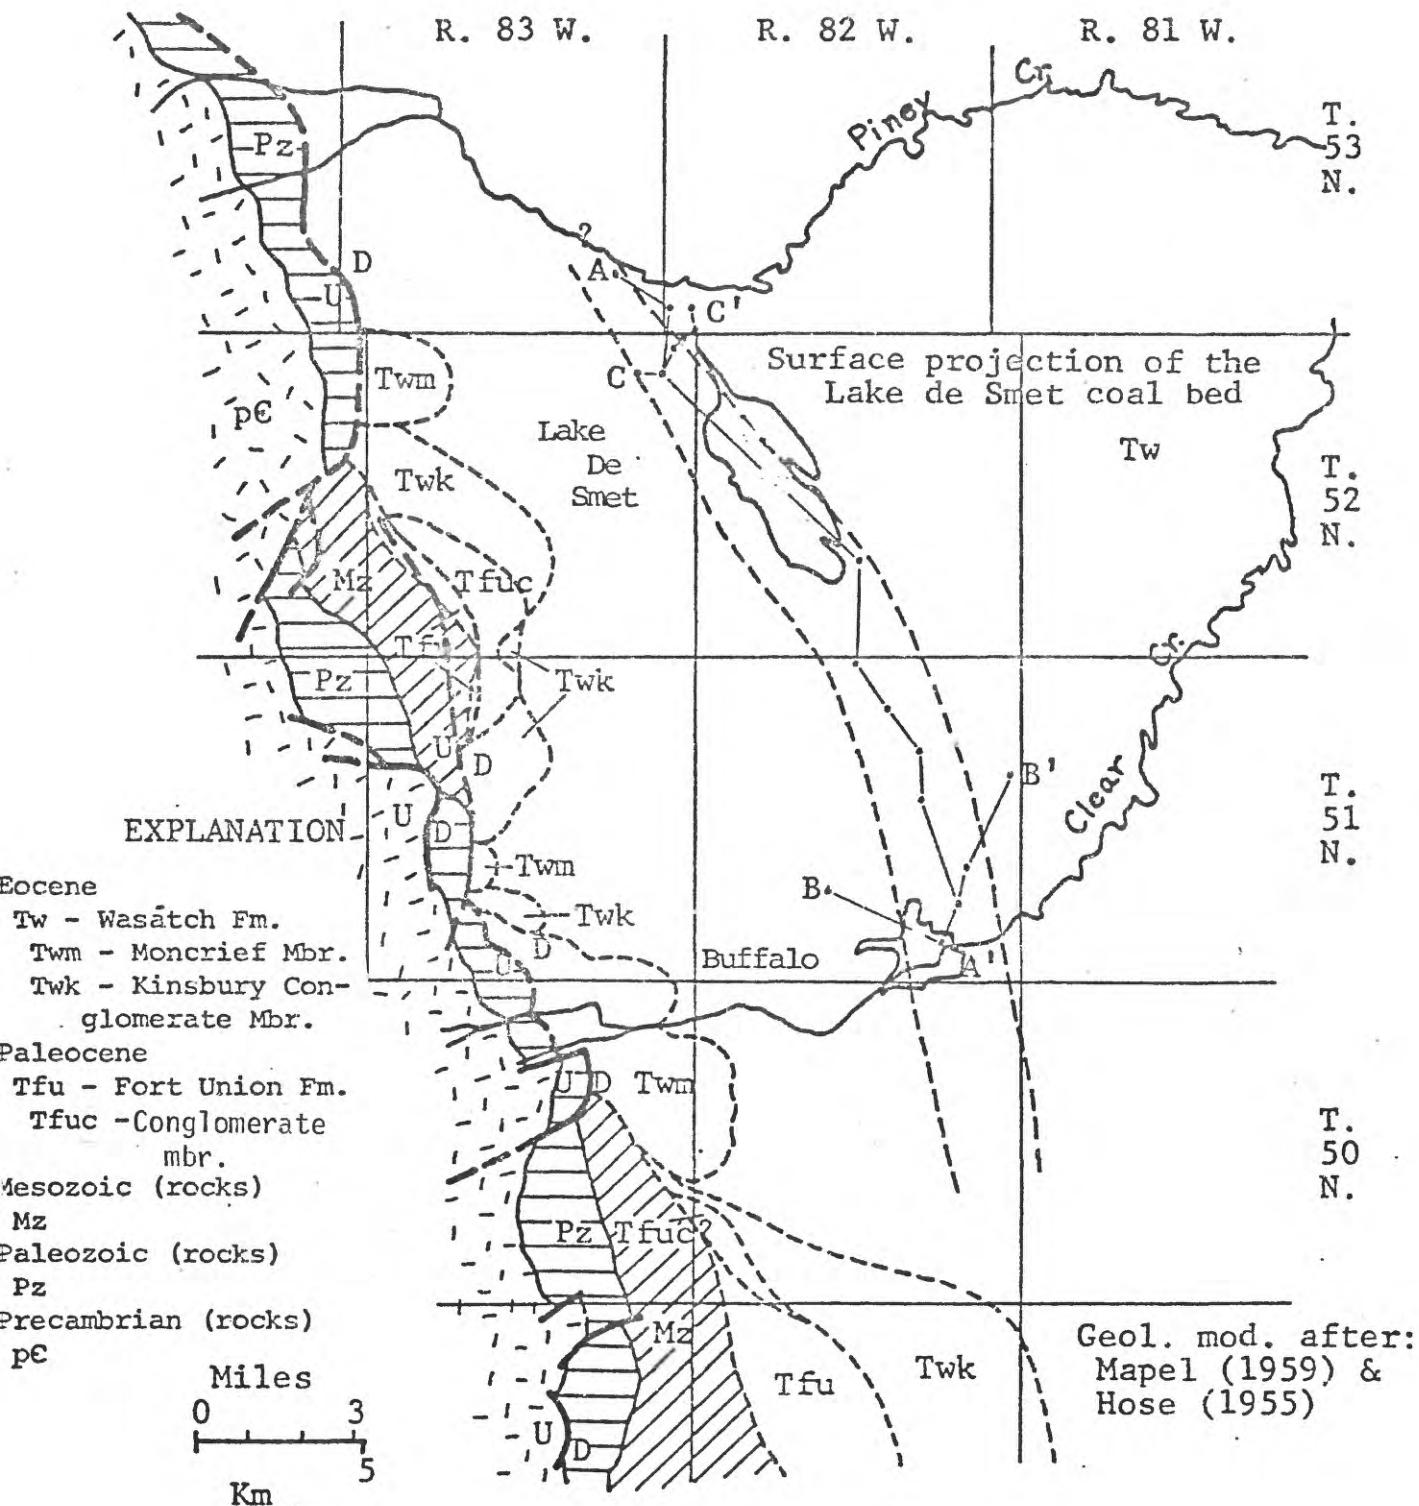 R. 83 W.
R. 82 W.
R. 81 W.
Piney
Cr.
T.
53
N.
Pz
?
A
D
U
C'
Surface projection of the
Lake de Smet coal bed
C
Twm
p€
Lake
De
Smet
Tw
Twk
T.
52
N.
Mz
Tfuc
Tfu
Cr.
Pz
Twk
U
D
B'
Clear
T.
51
N.
EXPLANATION
U
D
Twm
B
Twk
Eocene
Tw - Wasatch Fm.
Twm - Moncrief Mbr.
Twk - Kinsbury Con-
glomerate Mbr.
U
D
Buffalo
A
Paleocene
Tfu - Fort Union Fm.
Tfuc -Conglomerate
mbr.
U
D
Twm
T.
50
N.
Mesozoic (rocks)
Mz
Paleozoic (rocks)
Pz
Precambrian (rocks)
p€
Pz
Tfuc?
Mz
Tfu
Twk
Geol. mod. after:
Mapel (1959) &
Hose (1955)
U
D
Miles
0
3
5
Km